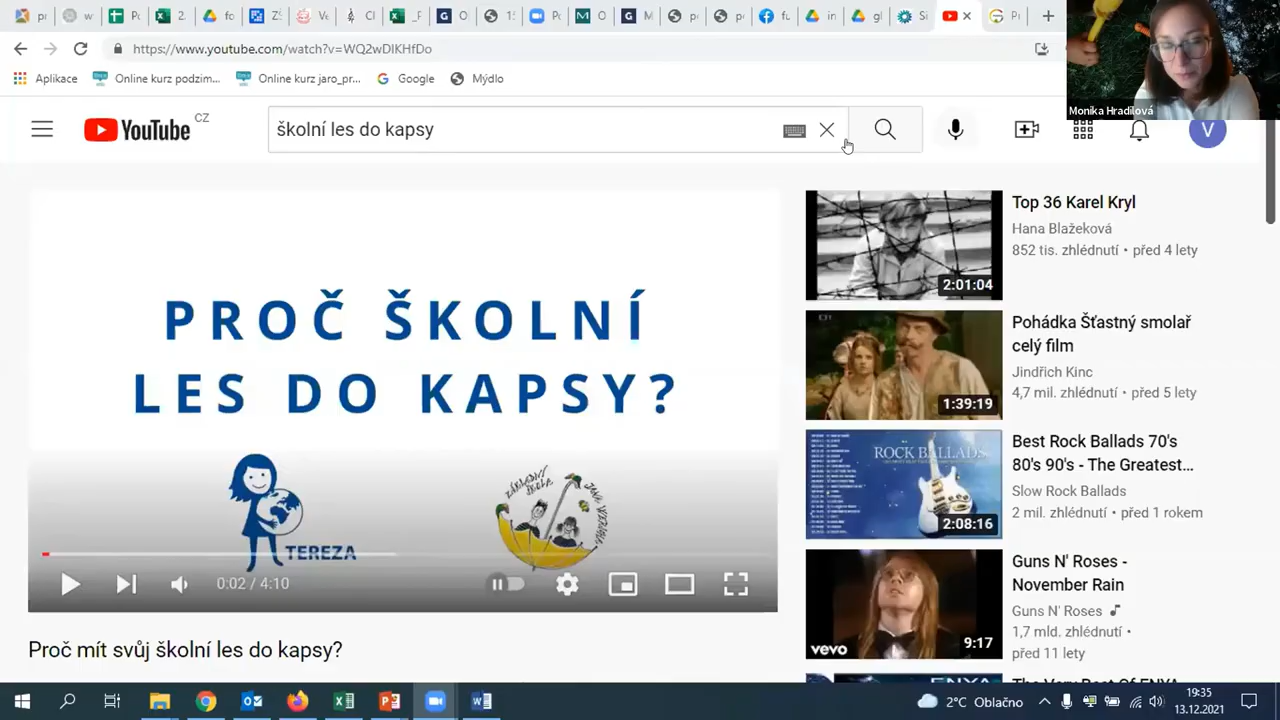 https://www.youtube.com/watch?v=WQ2wDIKHfDo
Aplikace
Online kurz podzim...
Online kurz jaro_pr...
Google
Mýdlo
Monika Hradilová
YouTube CZ
školní les do kapsy
V
PROČ ŠKOLNÍ
LES DO KAPSY?
TEREZA
0:02 / 4:10
Proč mít svůj školní les do kapsy?
2:01:04
Top 36 Karel Kryl
Hana Blažeková
852 tis. zhlédnutí • před 4 lety
1:39:19
Pohádka Šťastný smolař
celý film
Jindřich Kinc
4,7 mil. zhlédnutí • před 5 lety
ROCK BALLADS
2:08:16
Best Rock Ballads 70's
80's 90's - The Greatest...
Slow Rock Ballads
2 mil. zhlédnutí • před 1 rokem
vevo
9:17
Guns N' Roses -
November Rain
Guns N' Roses
1,7 mld. zhlédnutí •
před 11 lety
2°C Oblačno
19:35
13.12.2021